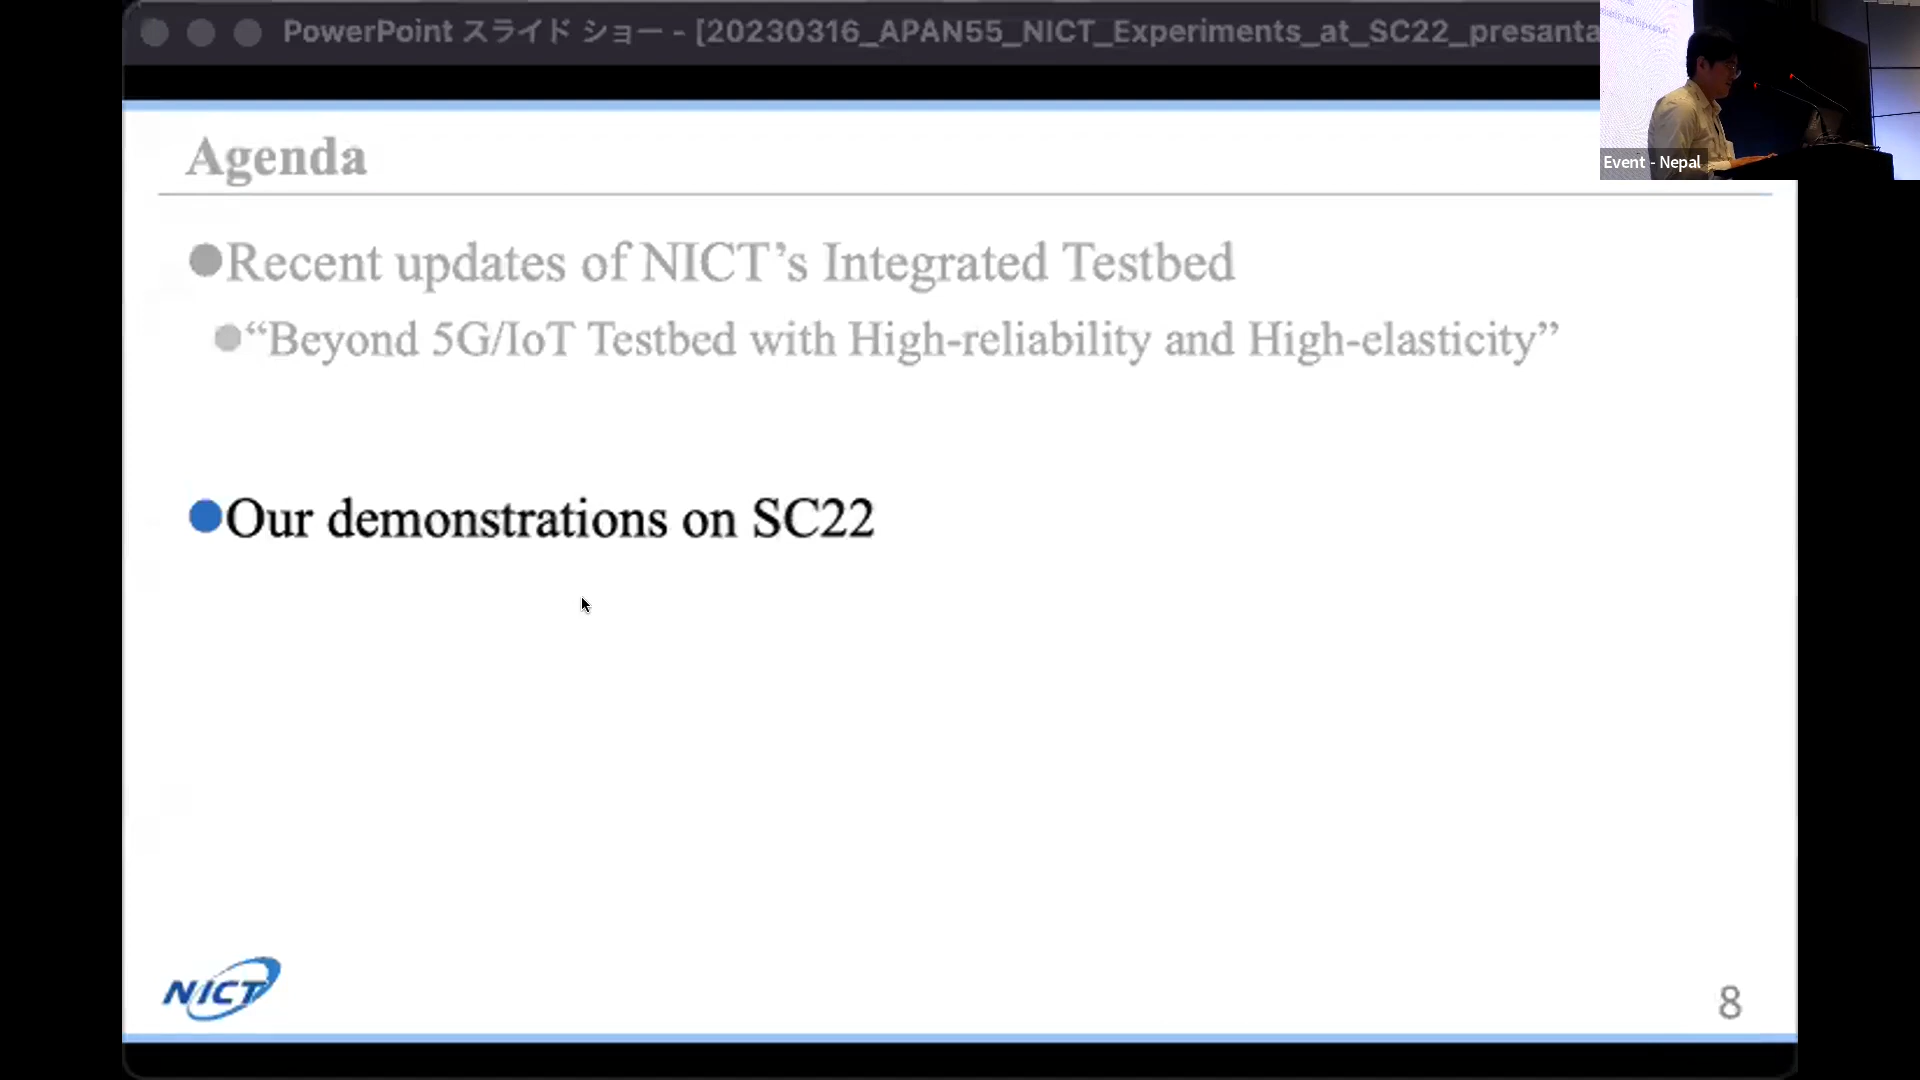 PowerPoint スライド ショー - [20230316_APAN55_NICT_Experiments_at_SC22_presanta
Event - Nepal
Agenda
●Recent updates of NICT’s Integrated Testbed
●“Beyond 5G/IoT Testbed with High-reliability and High-elasticity”
●Our demonstrations on SC22
NICT
8